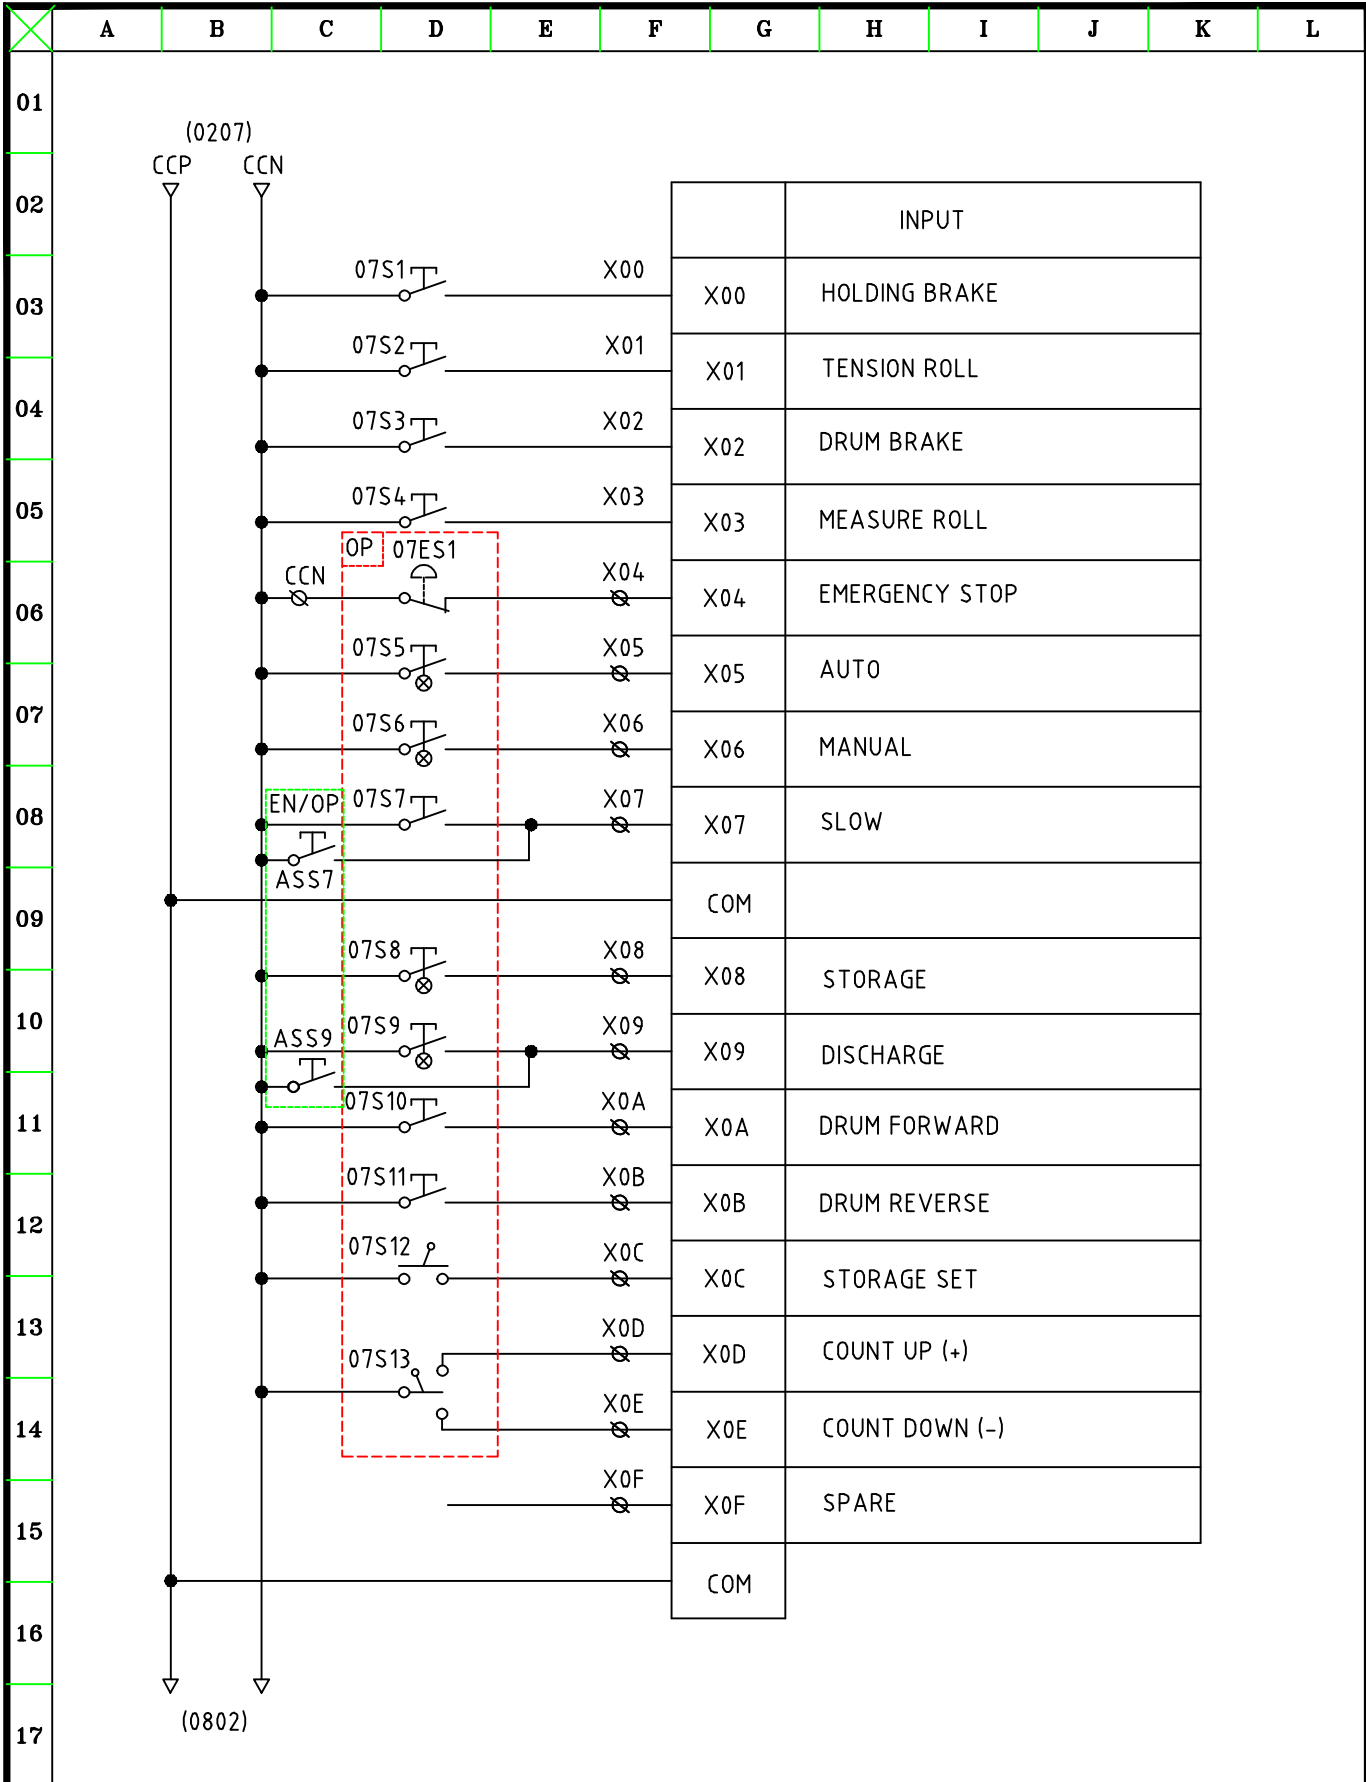 A B C D E F G H I J K L
01
(0207)
CCP CCN
02
INPUT
07S1 X00
03
X00 HOLDING BRAKE
07S2 X01
X01 TENSION ROLL
04
07S3 X02
X02 DRUM BRAKE
07S4 X03
05
X03 MEASURE ROLL
OP 07ES1
CCN X04
X04 EMERGENCY STOP
06
07S5 X05
X05 AUTO
07
07S6 X06
X06 MANUAL
EN/OP 07S7 X07
08
X07 SLOW
ASS7
COM
09
07S8 X08
X08 STORAGE
10
ASS9 07S9 X09
X09 DISCHARGE
07S10 X0A
11
X0A DRUM FORWARD
07S11 X0B
X0B DRUM REVERSE
12
07S12 X0C
X0C STORAGE SET
13
X0D
07S13
X0D COUNT UP (+)
X0E
14
X0E COUNT DOWN (-)
X0F
X0F SPARE
15
COM
16
(0802)
17